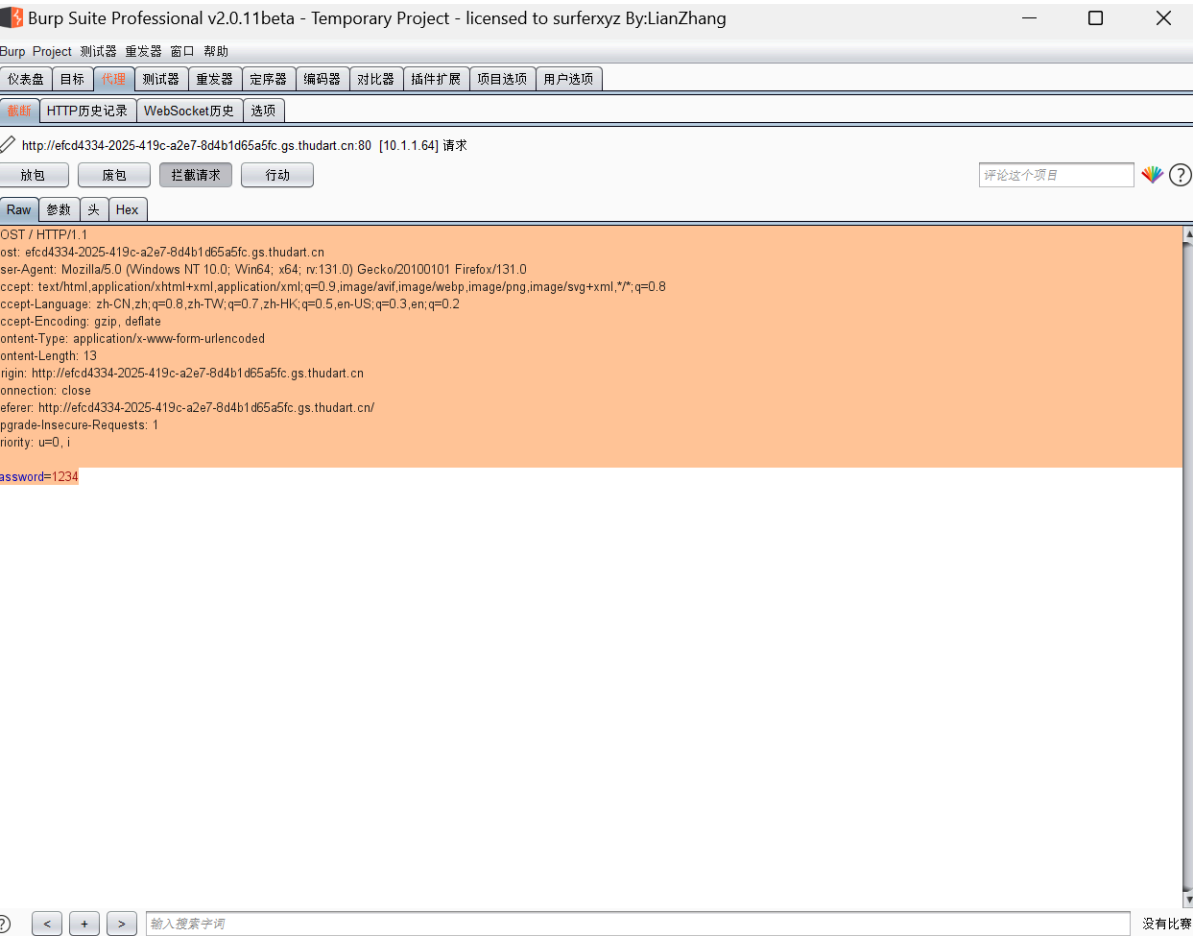 Burp Suite Professional v2.0.11beta - Temporary Project - licensed to surferxyz By:LianZhang
Burp Project 测试器 重发器 窗口 帮助
仪表盘 目标 代理 测试器 重发器 定序器 编码器 对比器 插件扩展 项目选项 用户选项
截断 HTTP历史记录 WebSocket历史 选项
http://efcd4334-2025-419c-a2e7-8d4b1d65a5fc.gs.thudart.cn:80 [10.1.1.64] 请求
放包 废包 拦截请求 行动 评论这个项目 ?
Raw 参数 头 Hex
OST / HTTP/1.1
ost: efcd4334-2025-419c-a2e7-8d4b1d65a5fc.gs.thudart.cn
ser-Agent: Mozilla/5.0 (Windows NT 10.0; Win64; x64; rv:131.0) Gecko/20100101 Firefox/131.0
ccept: text/html,application/xhtml+xml,application/xml;q=0.9,image/avif,image/webp,image/png,image/svg+xml,*/*;q=0.8
ccept-Language: zh-CN,zh;q=0.8,zh-TW;q=0.7,zh-HK;q=0.5,en-US;q=0.3,en;q=0.2
ccept-Encoding: gzip, deflate
ontent-Type: application/x-www-form-urlencoded
ontent-Length: 13
rigin: http://efcd4334-2025-419c-a2e7-8d4b1d65a5fc.gs.thudart.cn
onnection: close
eferer: http://efcd4334-2025-419c-a2e7-8d4b1d65a5fc.gs.thudart.cn/
pgrade-Insecure-Requests: 1
riority: u=0, i
assword=1234
? < + > 输入搜索字词 没有比赛